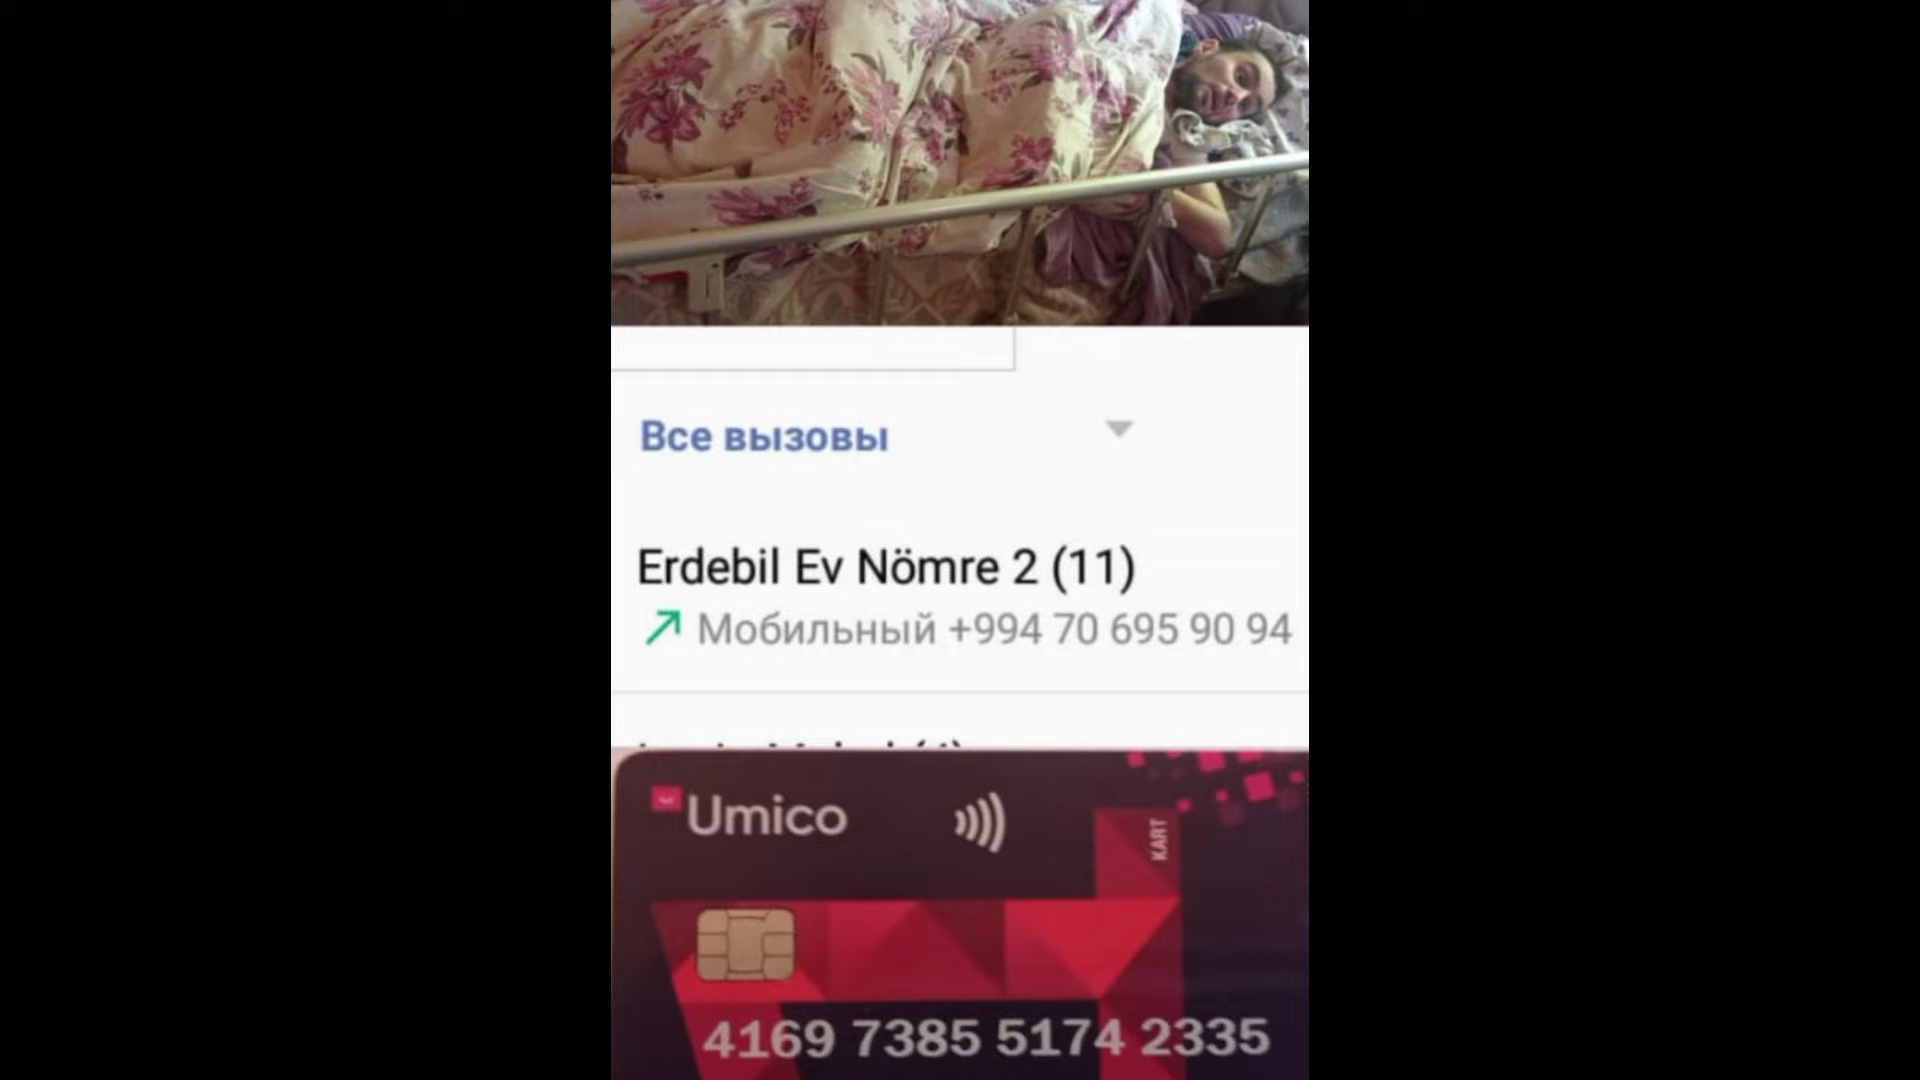 Все вызовы
Erdebil Ev Nömre 2 (11)
Мобильный +994 70 695 90 94
Umico
KART
4169 7385 5174 2335